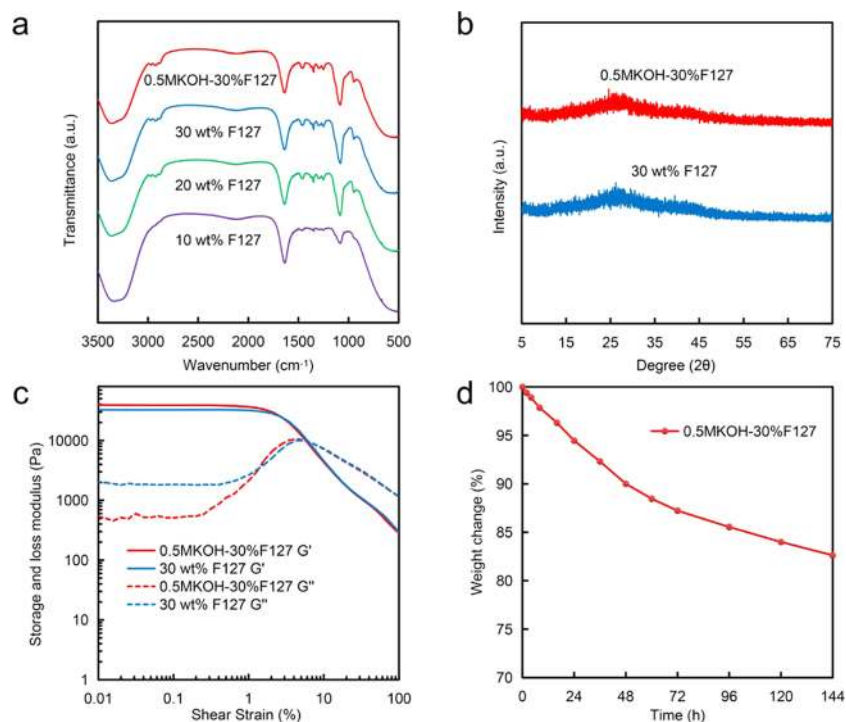 a
0.5MKOH-30%F127
30 wt% F127
20 wt% F127
10 wt% F127
Transmittance (a.u.)
3500 3000 2500 2000 1500 1000 500
Wavenumber (cm⁻¹)
b
0.5MKOH-30%F127
30 wt% F127
Intensity (a.u.)
5 15 25 35 45 55 65 75
Degree (2θ)
c
10000
1000
100
10
1
Storage and loss modulus (Pa)
0.5MKOH-30%F127 G'
30 wt% F127 G'
0.5MKOH-30%F127 G''
30 wt% F127 G''
0.01 0.1 1 10 100
Shear Strain (%)
d
100
95
90
85
80
75
70
Weight change (%)
0.5MKOH-30%F127
0 24 48 72 96 120 144
Time (h)